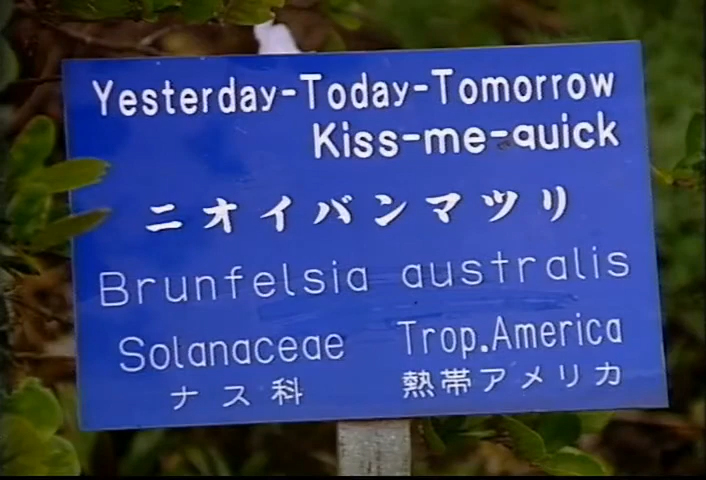 Yesterday-Today-Tomorrow
Kiss-me-quick
ニオイバンマツリ
Brunfelsia australis
Solanaceae Trop.America
ナス科 熱帯アメリカ